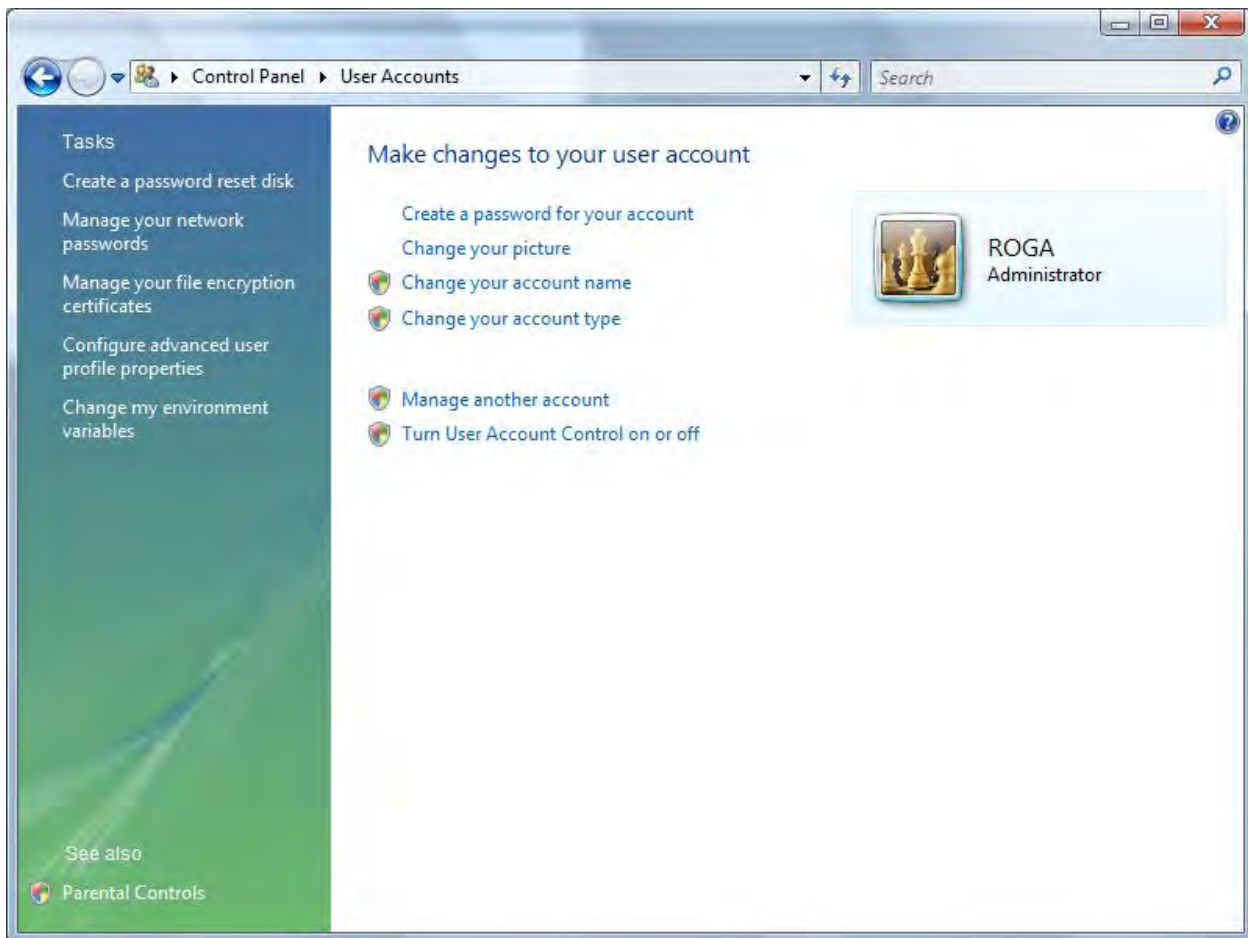 Control Panel User Accounts
Search
Tasks
Create a password reset disk
Manage your network
passwords
Manage your file encryption
certificates
Configure advanced user
profile properties
Change my environment
variables
See also
Parental Controls
Make changes to your user account
Create a password for your account
Change your picture
Change your account name
Change your account type
Manage another account
Turn User Account Control on or off
ROGA
Administrator